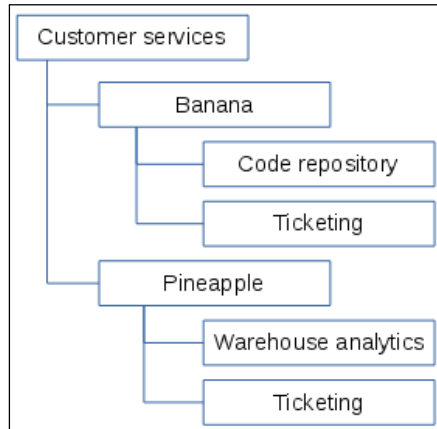 Customer services
Banana
Code repository
Ticketing
Pineapple
Warehouse analytics
Ticketing